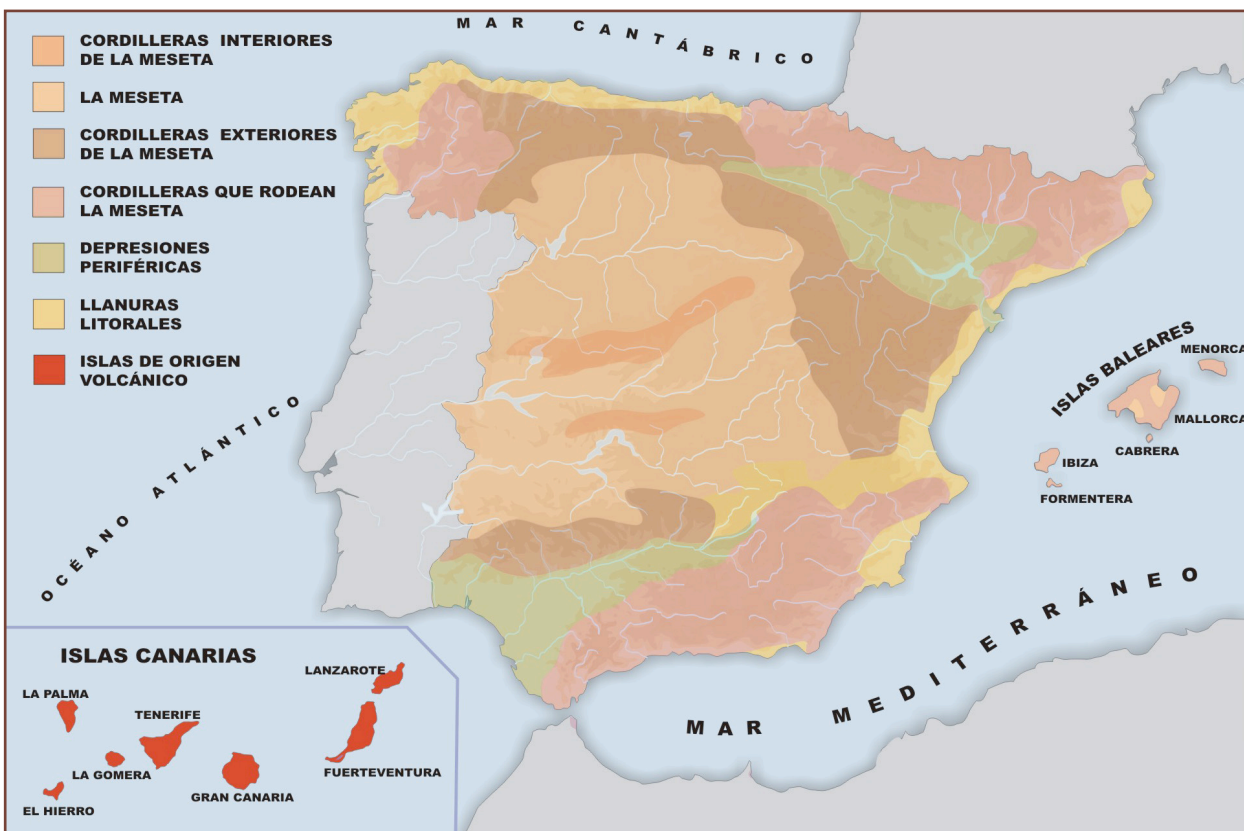 MAR CANTÁBRICO
CORDILLERAS INTERIORES
DE LA MESETA
LA MESETA
CORDILLERAS EXTERIORES
DE LA MESETA
CORDILLERAS QUE RODEAN
LA MESETA
DEPRESIONES
PERIFÉRICAS
LLANURAS
LITORALES
ISLAS DE ORIGEN
VOLCÁNICO
OCÉANO ATLÁNTICO
ISLAS BALEARES
MENORCA
MALLORCA
CABRERA
IBIZA
FORMENTERA
MAR MEDITERRÁNEO
ISLAS CANARIAS
LANZAROTE
LA PALMA
TENERIFE
LA GOMERA
FUERTEVENTURA
GRAN CANARIA
EL HIERRO